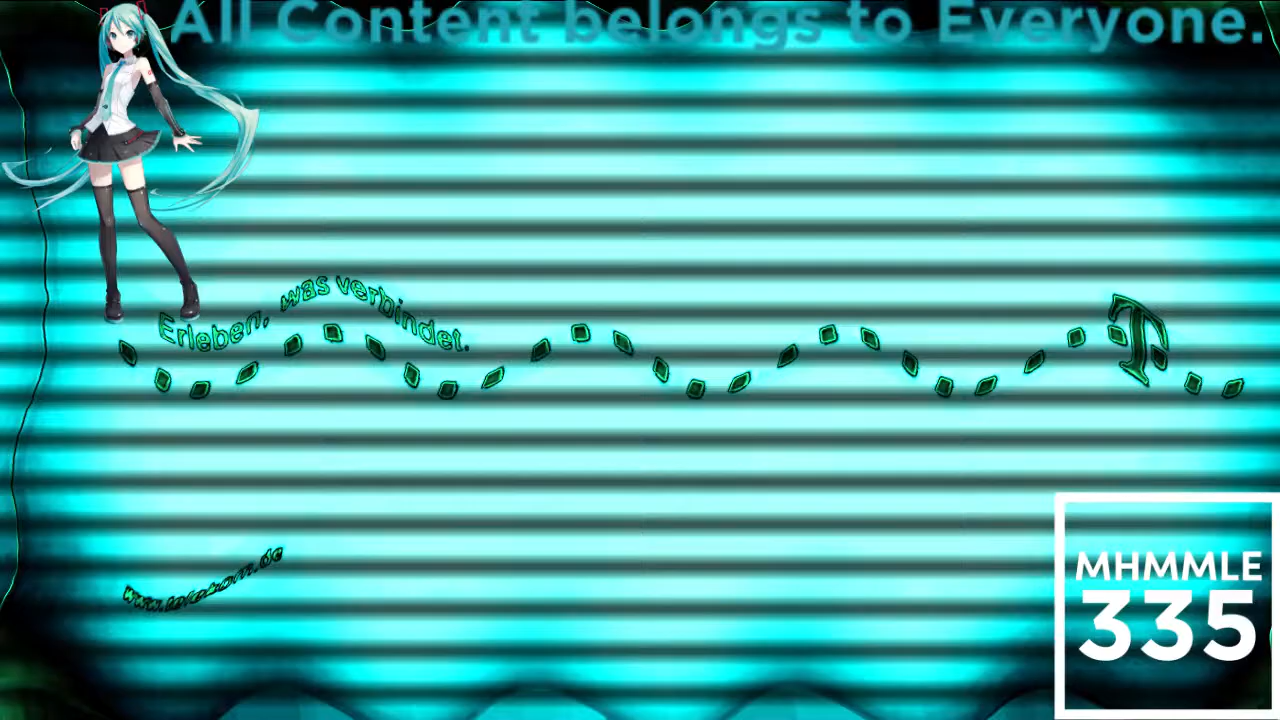 All Content belongs to Everyone.
Erleben, was verbindet.
T
www.telekom.de
MHMMLE
335